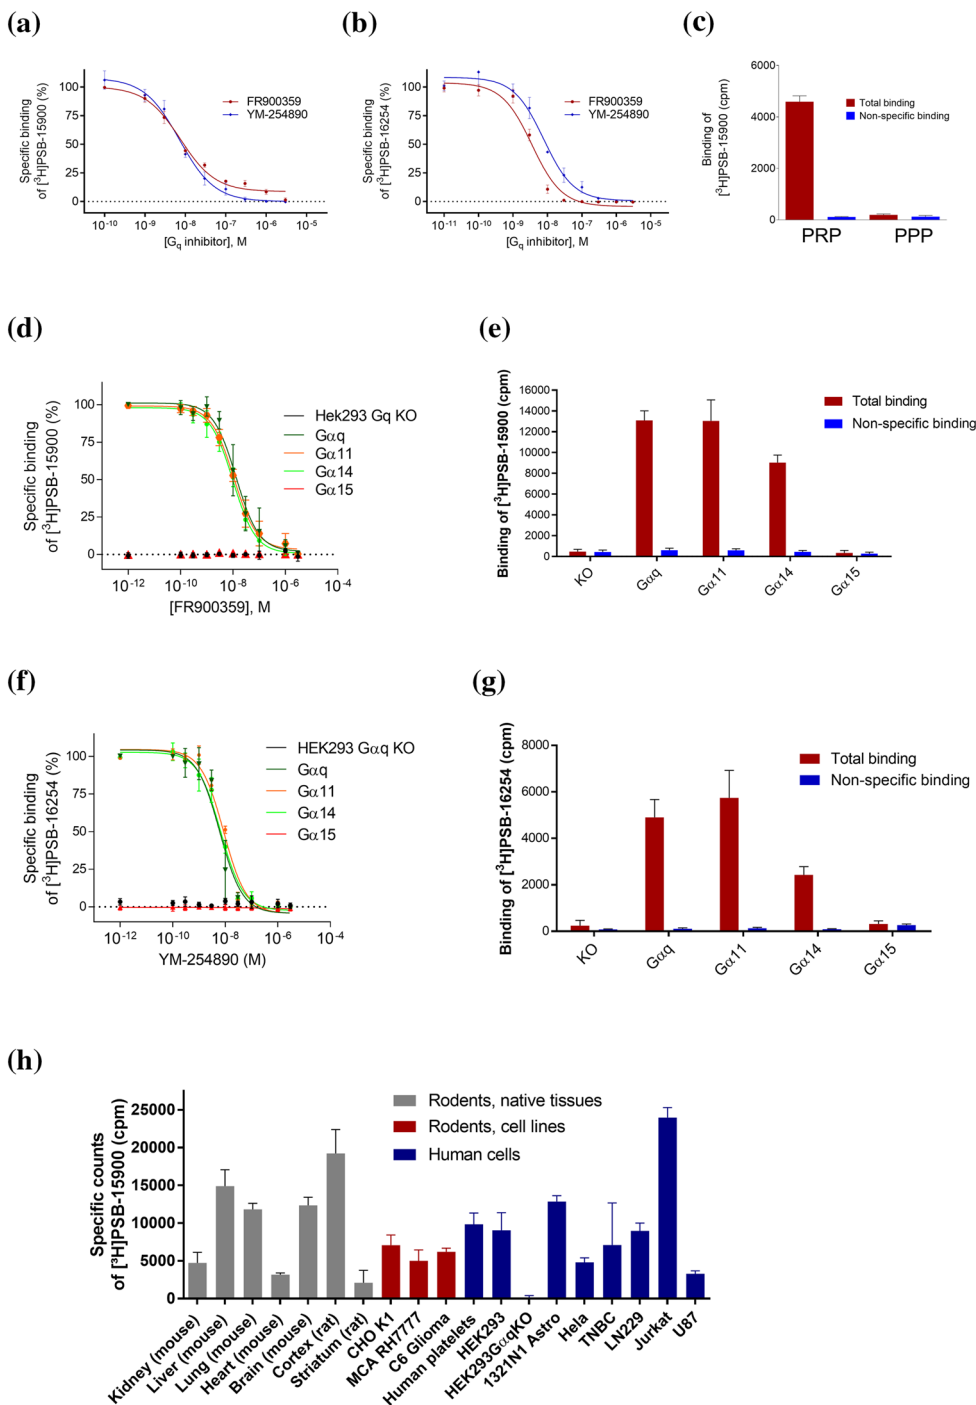 (a)
Specific binding
of [³H]PSB-15900 (%)
100
75
50
25
0
FR900359
YM-254890
10⁻¹⁰ 10⁻⁹ 10⁻⁸ 10⁻⁷ 10⁻⁶ 10⁻⁵
[Gq inhibitor], M
(b)
Specific binding
of [³H]PSB-16254 (%)
100
75
50
25
0
FR900359
YM-254890
10⁻¹¹ 10⁻¹⁰ 10⁻⁹ 10⁻⁸ 10⁻⁷ 10⁻⁶ 10⁻⁵
[Gq inhibitor], M
(c)
Binding of
[³H]PSB-15900 (cpm)
6000
4000
2000
0
Total binding
Non-specific binding
PRP PPP
(d)
Specific binding
of [³H]PSB-15900 (%)
100
75
50
25
0
Hek293 Gq KO
Gαq
Gα11
Gα14
Gα15
10⁻¹² 10⁻¹⁰ 10⁻⁸ 10⁻⁶ 10⁻⁴
[FR900359], M
(e)
Binding of [³H]PSB-15900 (cpm)
16000
14000
12000
10000
8000
6000
4000
2000
0
Total binding
Non-specific binding
KO Gαq Gα11 Gα14 Gα15
(f)
Specific binding
of [³H]PSB-16254 (%)
100
75
50
25
0
HEK293 Gαq KO
Gαq
Gα11
Gα14
Gα15
10⁻¹² 10⁻¹⁰ 10⁻⁸ 10⁻⁶ 10⁻⁴
YM-254890 (M)
(g)
Binding of [³H]PSB-16254 (cpm)
8000
6000
4000
2000
0
Total binding
Non-specific binding
KO Gαq Gα11 Gα14 Gα15
(h)
Specific counts
of [³H]PSB-15900 (cpm)
25000
20000
15000
10000
5000
0
Rodents, native tissues
Rodents, cell lines
Human cells
Kidney (mouse)
Liver (mouse)
Lung (mouse)
Heart (mouse)
Brain (mouse)
Cortex (rat)
Striatum (rat)
CHO K1
MCA RH7777
C6 Glioma
Human platelets
HEK293
HEK293GαqKO
1321N1 Astro
Hela
TNBC
LN229
Jurkat
U87